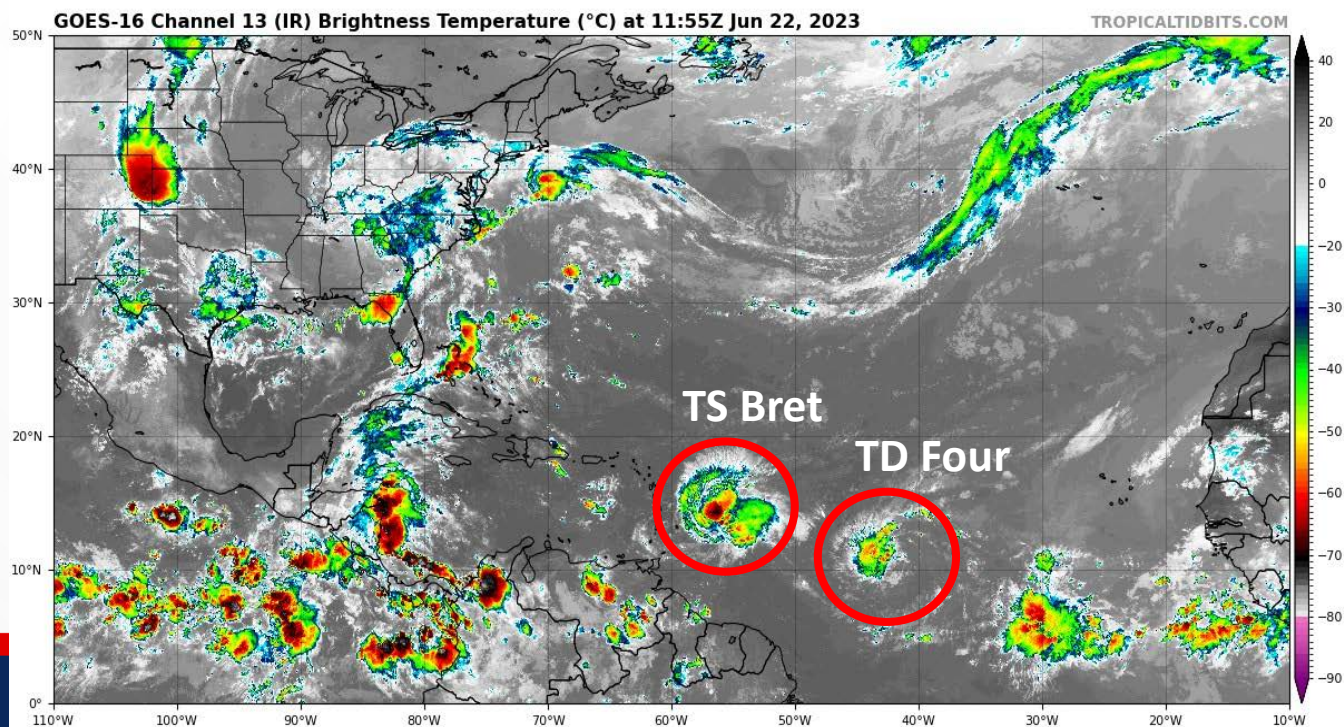 GOES-16 Channel 13 (IR) Brightness Temperature (°C) at 11:55Z Jun 22, 2023
TROPICALTIDBITS.COM
50°N
40°N
30°N
20°N
10°N
0°
TS Bret
TD Four
40
20
0
−20
−30
−40
−50
−60
−70
−80
−90
110°W 100°W 90°W 80°W 70°W 60°W 50°W 40°W 30°W 20°W 10°W